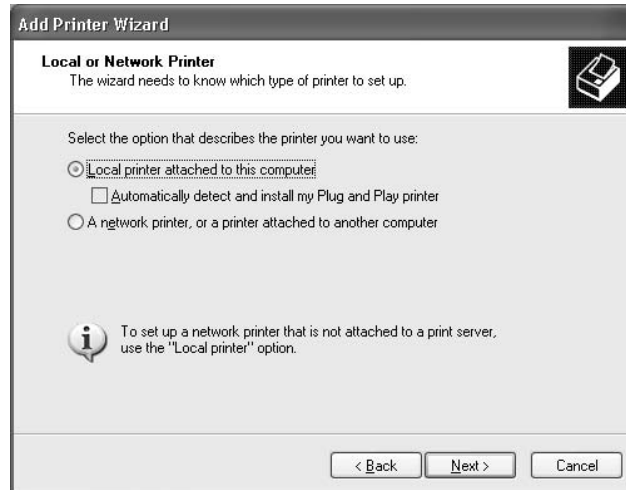 Add Printer Wizard
Local or Network Printer
The wizard needs to know which type of printer to set up.
Select the option that describes the printer you want to use:
Local printer attached to this computer
Automatically detect and install my Plug and Play printer
A network printer, or a printer attached to another computer
To set up a network printer that is not attached to a print server,
use the "Local printer" option.
< Back
Next >
Cancel